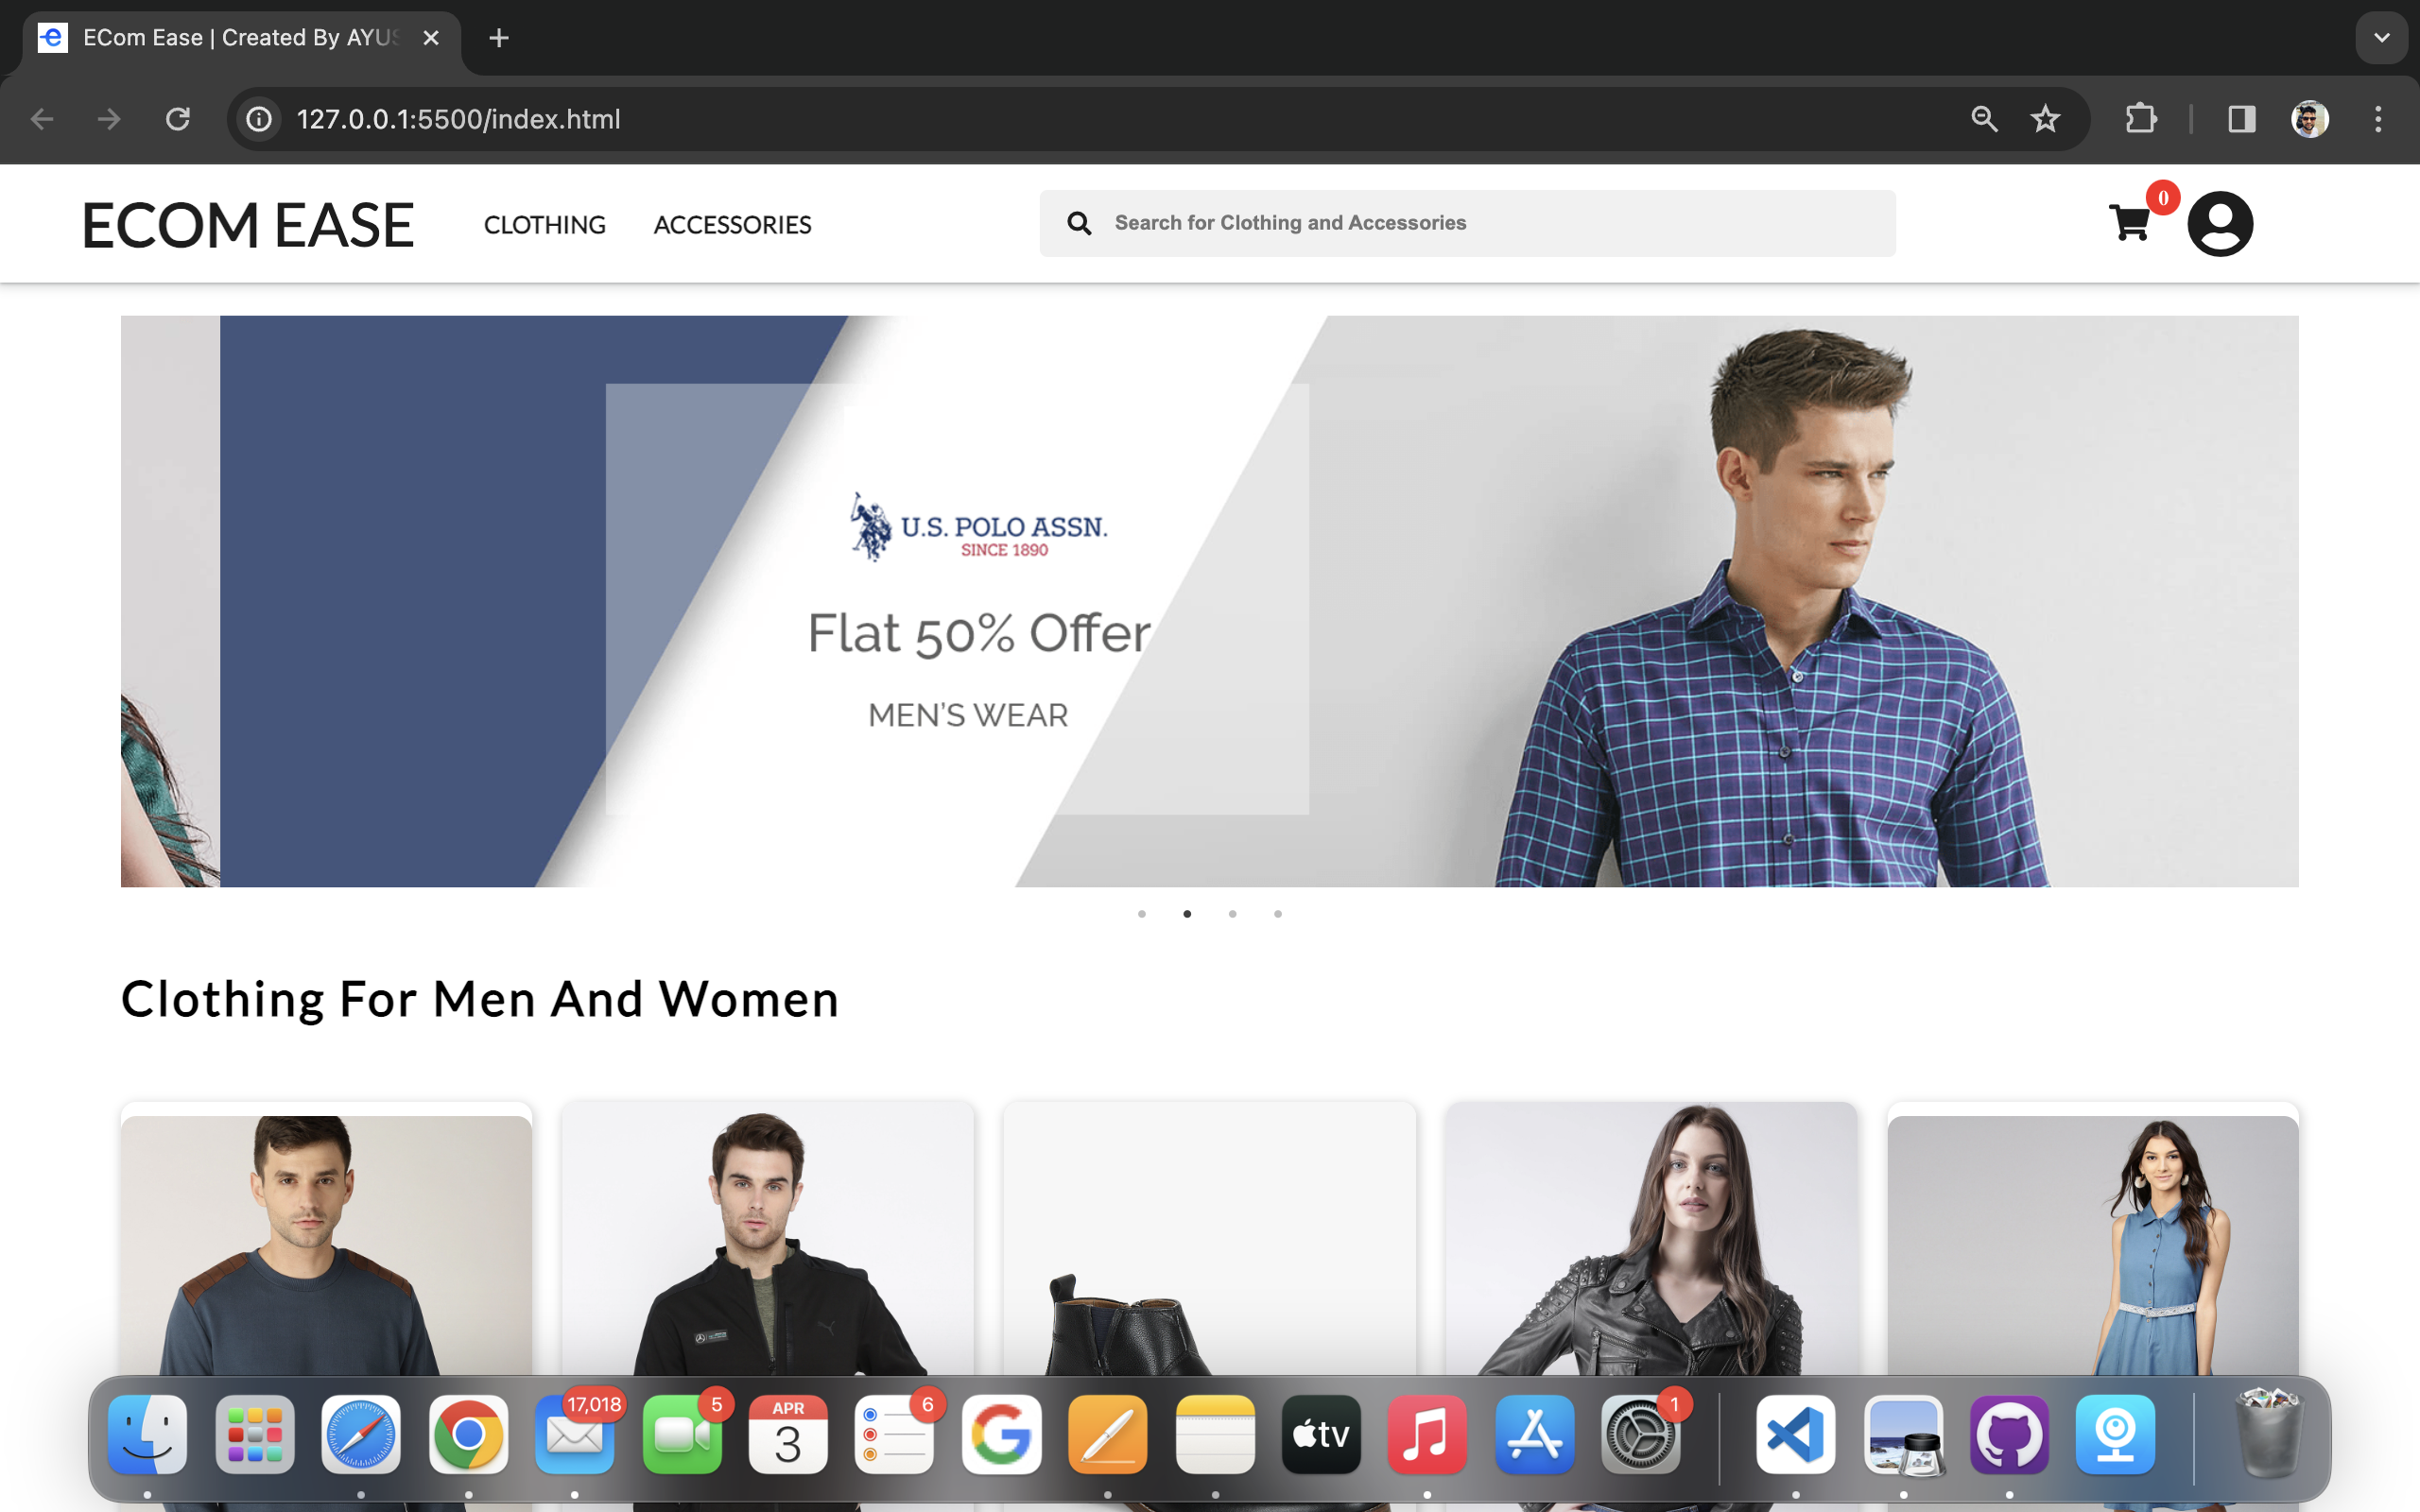 ECom Ease | Created By AYUS
127.0.0.1:5500/index.html
ECOM EASE
CLOTHING
ACCESSORIES
Search for Clothing and Accessories
0
U.S. POLO ASSN.
SINCE 1890
Flat 50% Offer
MEN'S WEAR
Clothing For Men And Women
17,018
5
APR
3
6
tv
1